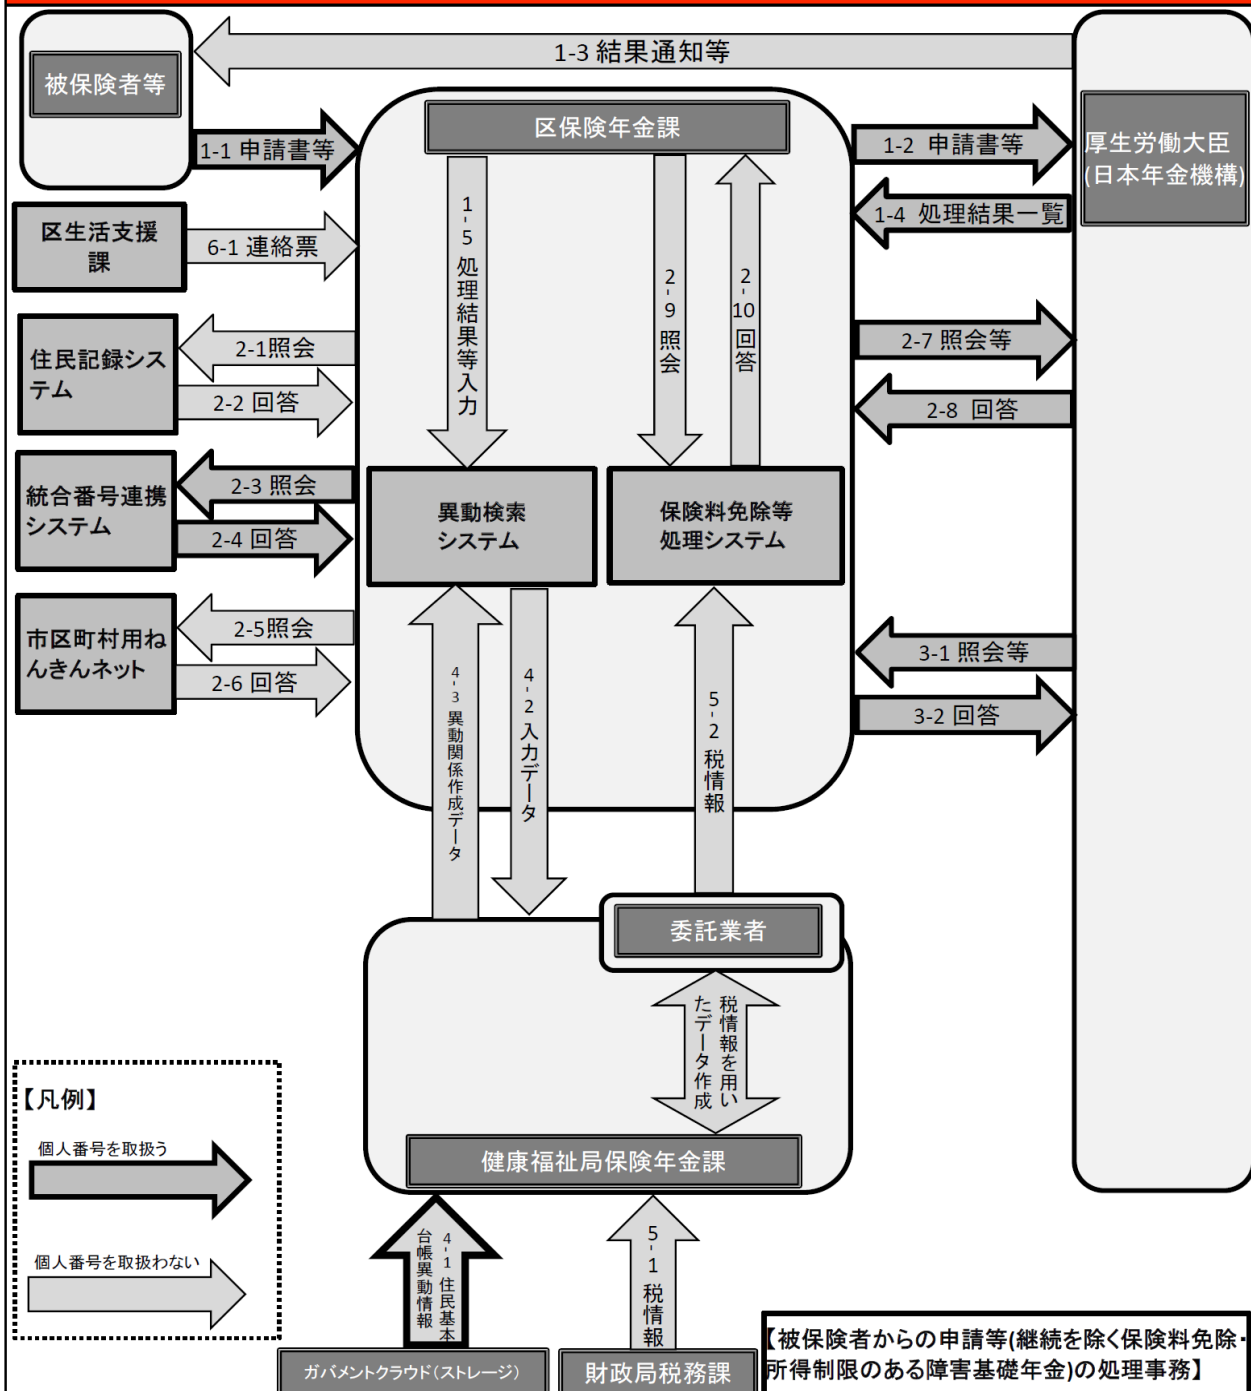 1-3 結果通知等
被保険者等
区保険年金課
1-1 申請書等
1-2 申請書等
厚生労働大臣
(日本年金機構)
1-4 処理結果一覧
区生活支援
課
6-1 連絡票
1-5 処理結果等入力
2-9 照会
2-10 回答
2-1照会
住民記録シス
テム
2-2 回答
2-7 照会等
2-8 回答
2-3 照会
統合番号連携
システム
2-4 回答
異動検索
システム
保険料免除等
処理システム
2-5照会
市区町村用ね
んきんネット
2-6 回答
3-1 照会等
3-2 回答
4-3 異動関係作成データ
4-2 入力データ
5-2 税情報
委託業者
税情報を用い
たデータ作成
健康福祉局保険年金課
【凡例】
個人番号を取扱う
個人番号を取扱わない
4-1 住民基本
台帳異動情報
5-1 税情報
ガバメントクラウド(ストレージ)
財政局税務課
【被保険者からの申請等(継続を除く保険料免除・
所得制限のある障害基礎年金)の処理事務】